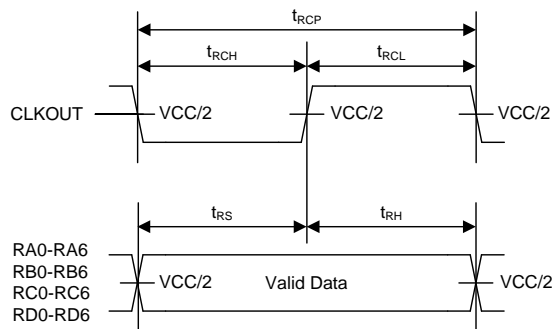 tRCP
tRCH tRCL
CLKOUT VCC/2 VCC/2 VCC/2
tRS tRH
RA0-RA6
RB0-RB6
RC0-RC6
RD0-RD6
VCC/2 Valid Data VCC/2